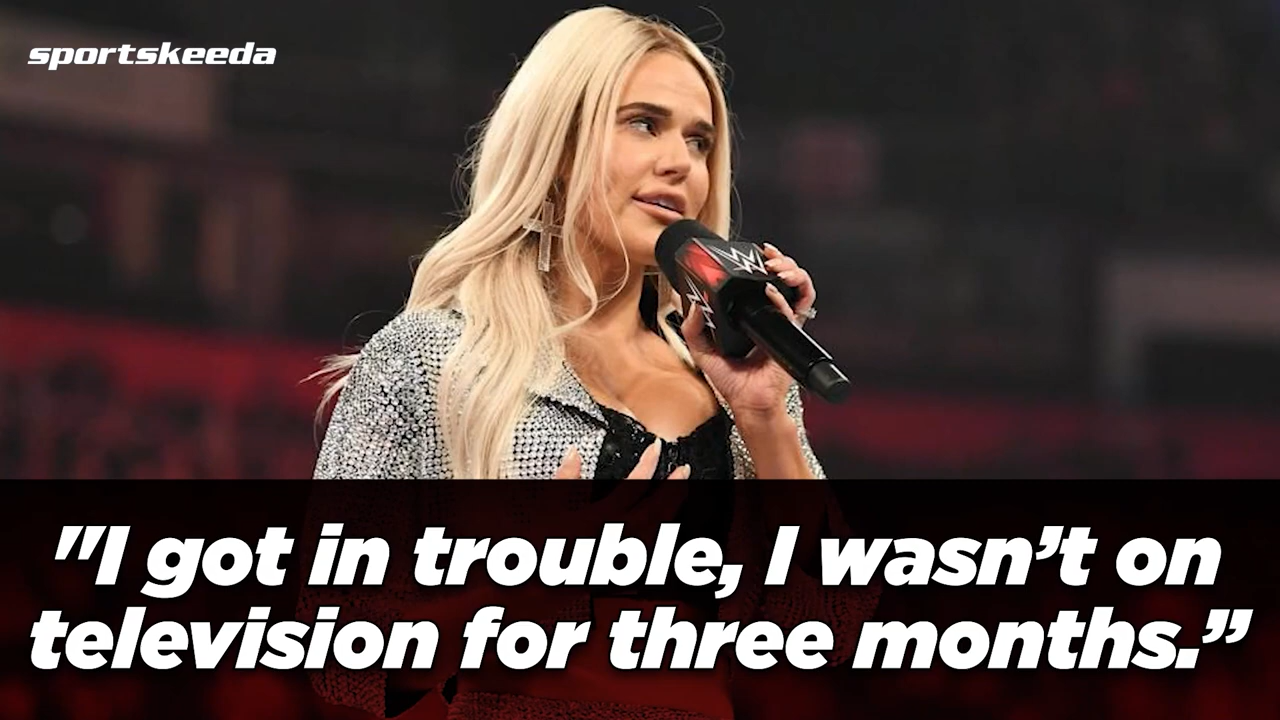 sportskeeda
W
"I got in trouble, I wasn’t on
television for three months.”